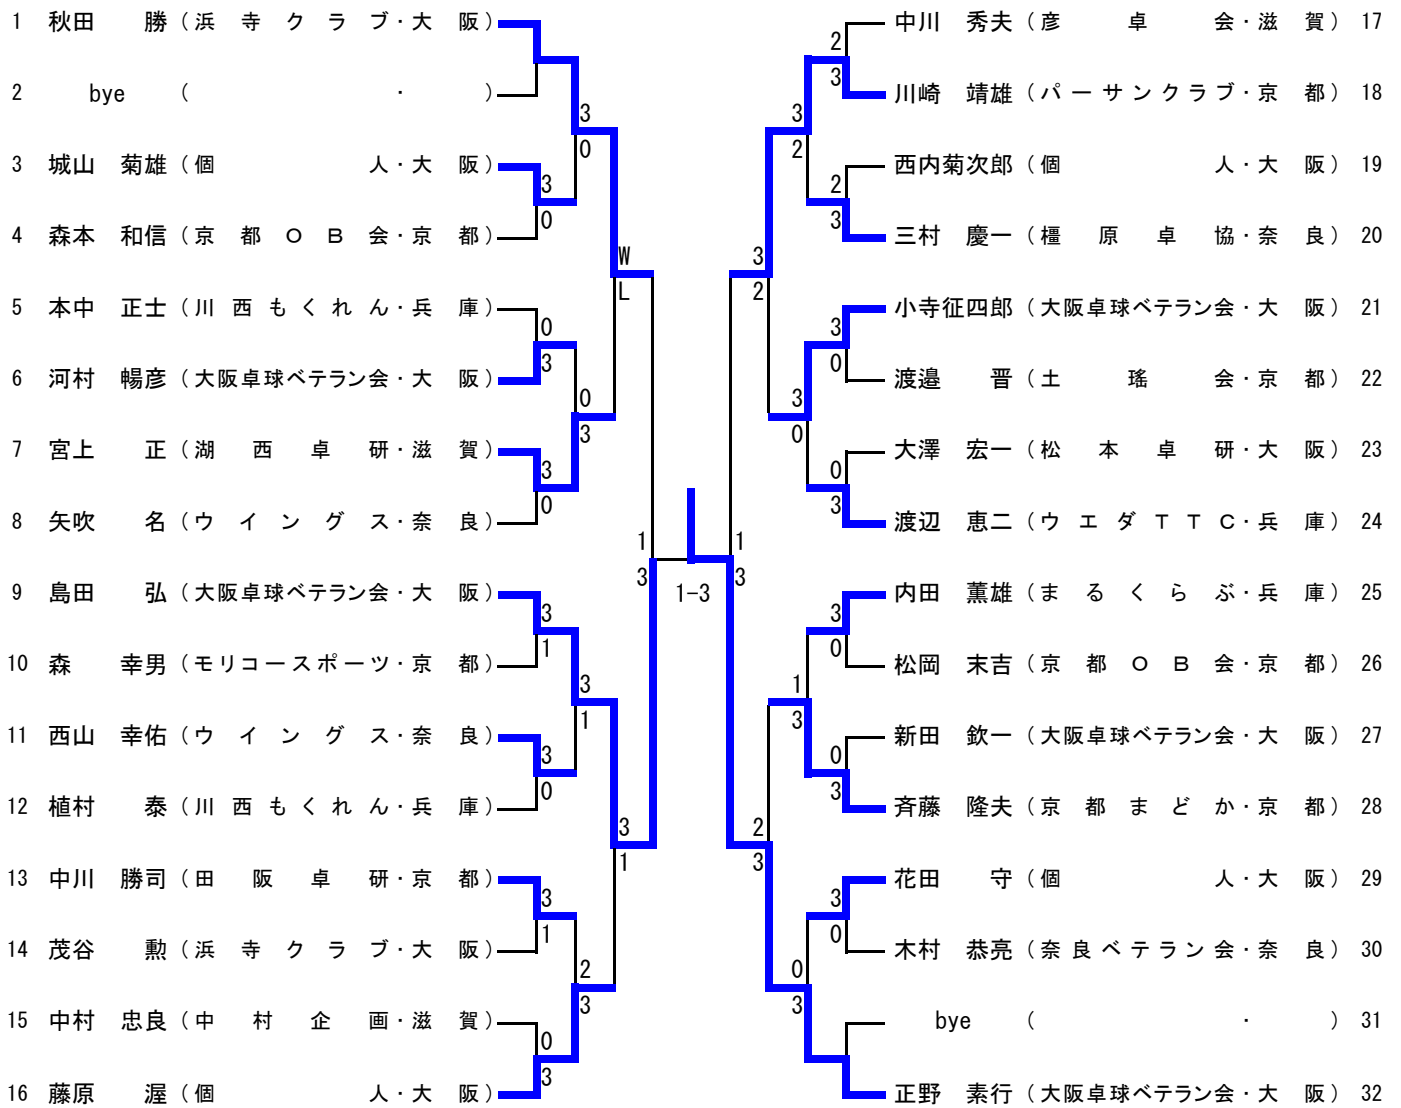 1 秋田 勝 (浜寺クラブ・大 阪)
2 bye ( ・ )
3 城山 菊雄 (個 人・大 阪)
4 森本 和信 (京都OB会・京 都)
5 本中 正士 (川西もくれん・兵 庫)
6 河村 暢彦 (大阪卓球ベテラン会・大 阪)
7 宮上 正 (湖西卓研・滋 賀)
8 矢吹 名 (ウイングス・奈 良)
9 島田 弘 (大阪卓球ベテラン会・大 阪)
10 森 幸男 (モリコースポーツ・京 都)
11 西山 幸佑 (ウイングス・奈 良)
12 植村 泰 (川西もくれん・兵 庫)
13 中川 勝司 (田阪卓研・京 都)
14 茂谷 勲 (浜寺クラブ・大 阪)
15 中村 忠良 (中村企画・滋 賀)
16 藤原 渥 (個 人・大 阪)
3
0
0
3
3
0
3
1
3
0
3
1
0
3
3
0
0
3
3
1
2
3
W
L
3
1
1
3
1-3
1
3
3
2
2
3
3
2
3
0
1
3
0
3
2
3
2
3
3
0
0
3
3
0
0
3
3
0
中川 秀夫 (彦卓会・滋 賀) 17
川崎 靖雄 (パーサンクラブ・京 都) 18
西内菊次郎 (個 人・大 阪) 19
三村 慶一 (橿原卓協・奈 良) 20
小寺征四郎 (大阪卓球ベテラン会・大 阪) 21
渡邉 晋 (土瑤会・京 都) 22
大澤 宏一 (松本卓研・大 阪) 23
渡辺 恵二 (ウエダTTC・兵 庫) 24
内田 薫雄 (まるくらぶ・兵 庫) 25
松岡 末吉 (京都OB会・京 都) 26
新田 欽一 (大阪卓球ベテラン会・大 阪) 27
斉藤 隆夫 (京都まどか・京 都) 28
花田 守 (個 人・大 阪) 29
木村 恭亮 (奈良ベテラン会・奈 良) 30
bye ( ・ ) 31
正野 素行 (大阪卓球ベテラン会・大 阪) 32